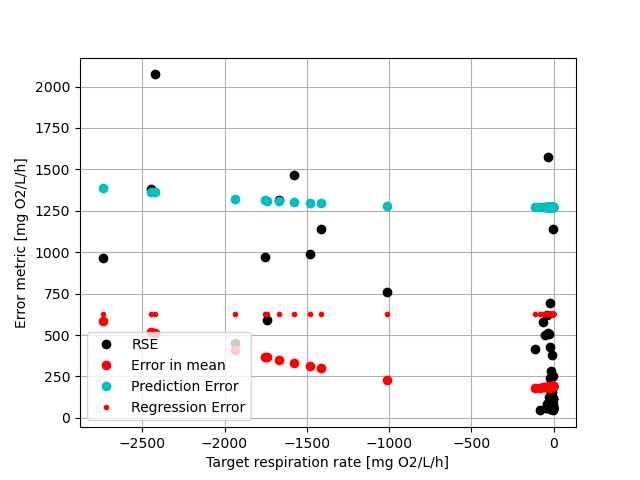 2000
1750
1500
1250
1000
750
500
250
0
Error metric [mg O2/L/h]
RSE
Error in mean
Prediction Error
Regression Error
−2500 −2000 −1500 −1000 −500 0
Target respiration rate [mg O2/L/h]